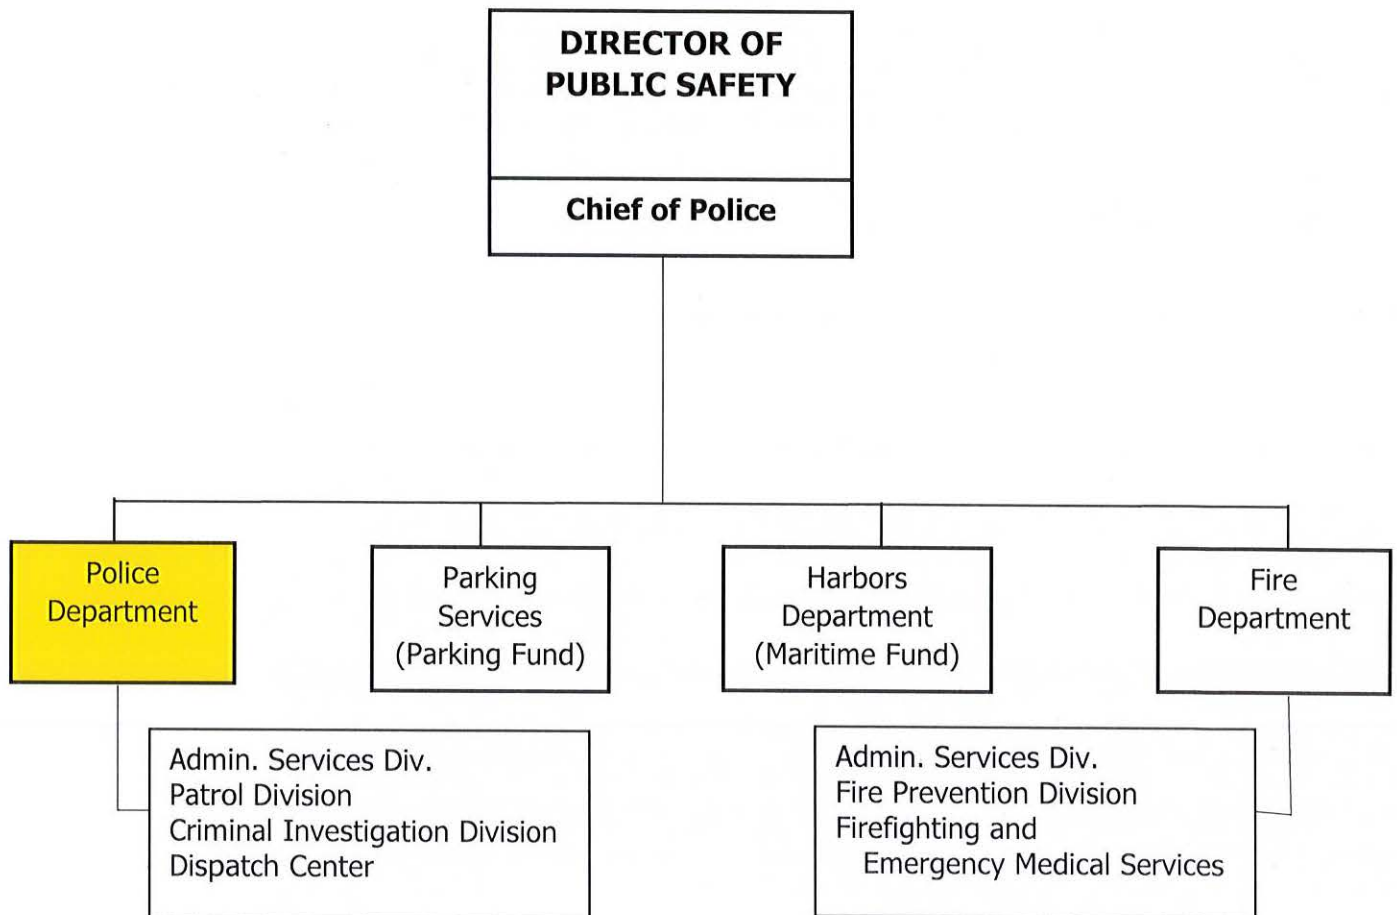 DIRECTOR OF
PUBLIC SAFETY
Chief of Police
Police
Department
Parking
Services
(Parking Fund)
Harbors
Department
(Maritime Fund)
Fire
Department
Admin. Services Div.
Patrol Division
Criminal Investigation Division
Dispatch Center
Admin. Services Div.
Fire Prevention Division
Firefighting and
Emergency Medical Services